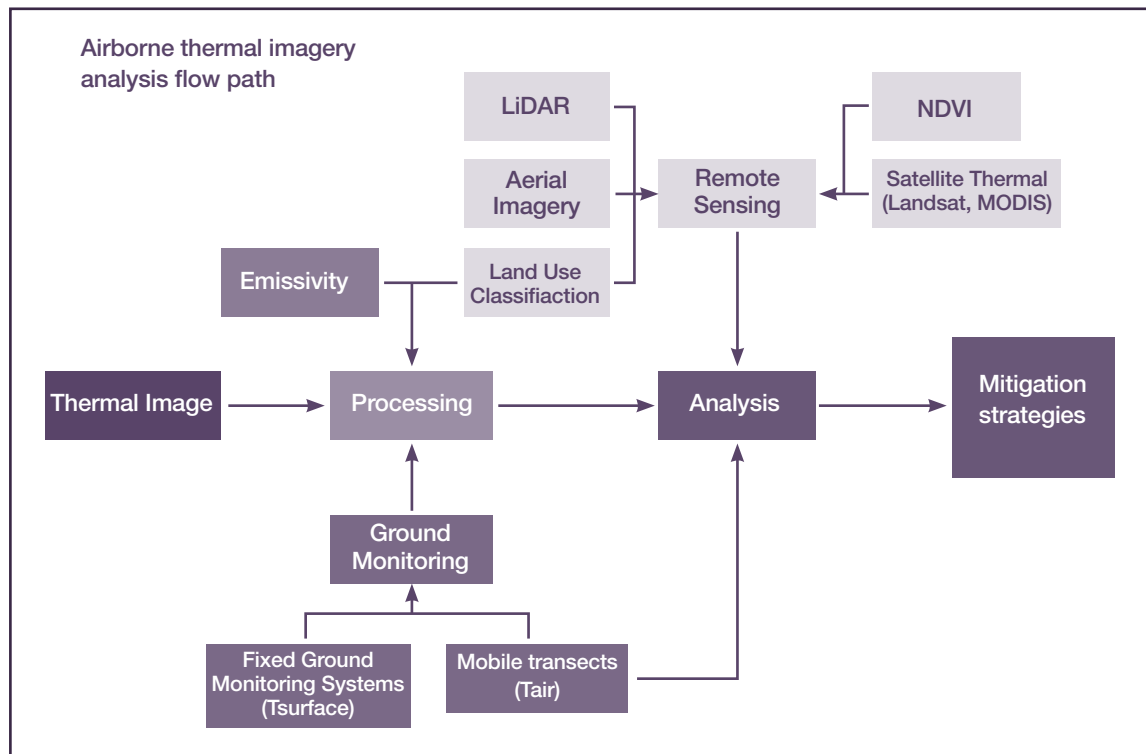 Airborne thermal imagery
analysis flow path
LiDAR
NDVI
Aerial
Imagery
Remote
Sensing
Satellite Thermal
(Landsat, MODIS)
Emissivity
Land Use
Classifiaction
Thermal Image
Processing
Analysis
Mitigation
strategies
Ground
Monitoring
Fixed Ground
Monitoring Systems
(Tsurface)
Mobile transects
(Tair)